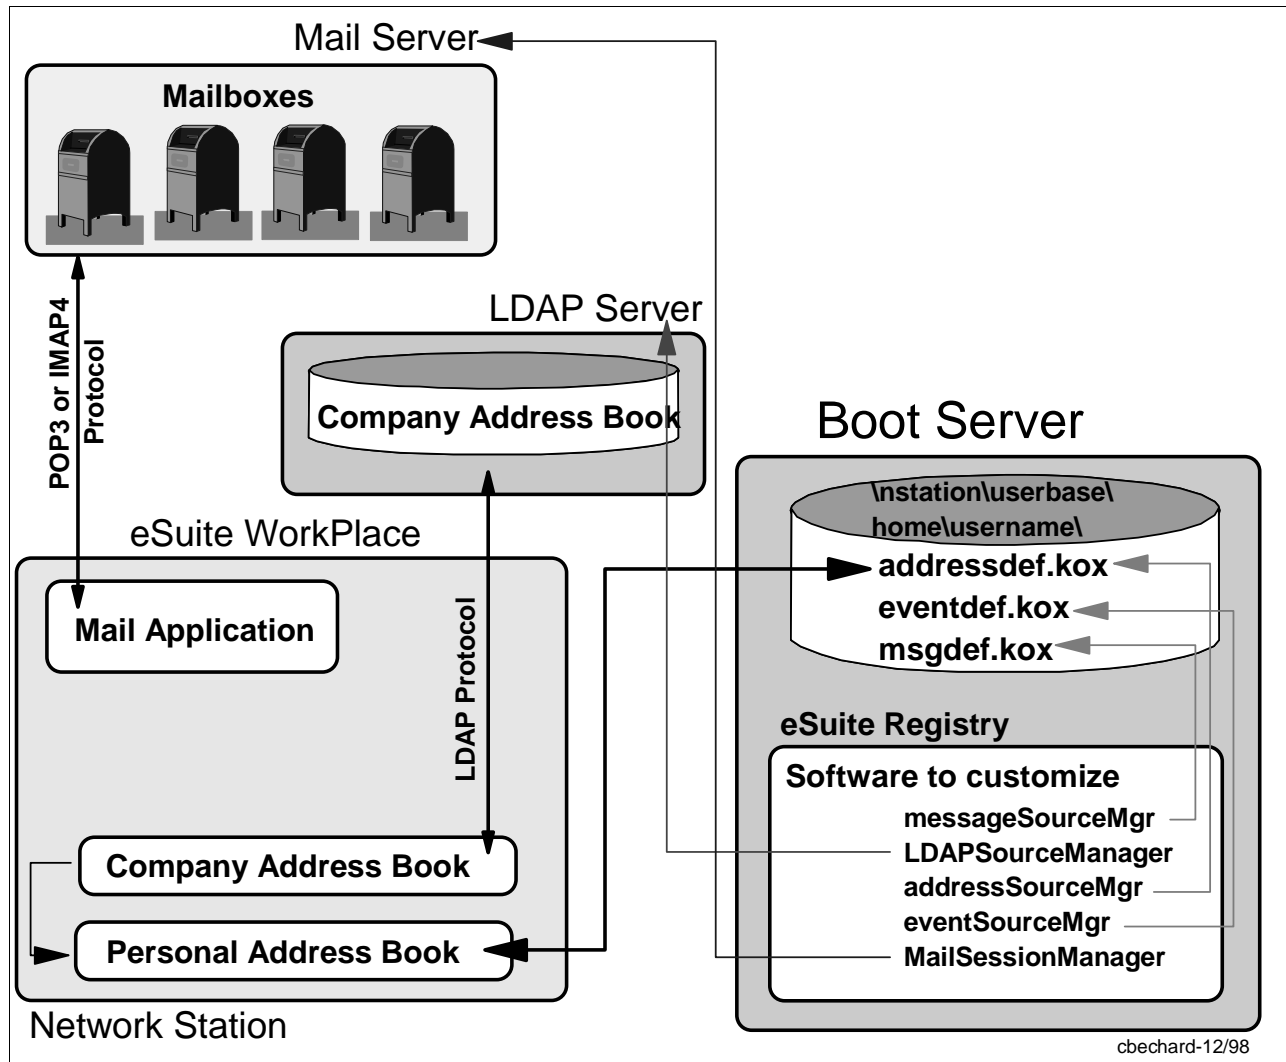 Mail Server
Mailboxes
POP3 or IMAP4
Protocol
LDAP Server
Company Address Book
Boot Server
\nstation\userbase\
home\username\
addressdef.kox
eventdef.kox
msgdef.kox
eSuite WorkPlace
Mail Application
LDAP Protocol
Company Address Book
Personal Address Book
Network Station
eSuite Registry
Software to customize
messageSourceMgr
LDAPSourceManager
addressSourceMgr
eventSourceMgr
MailSessionManager
cbechard-12/98